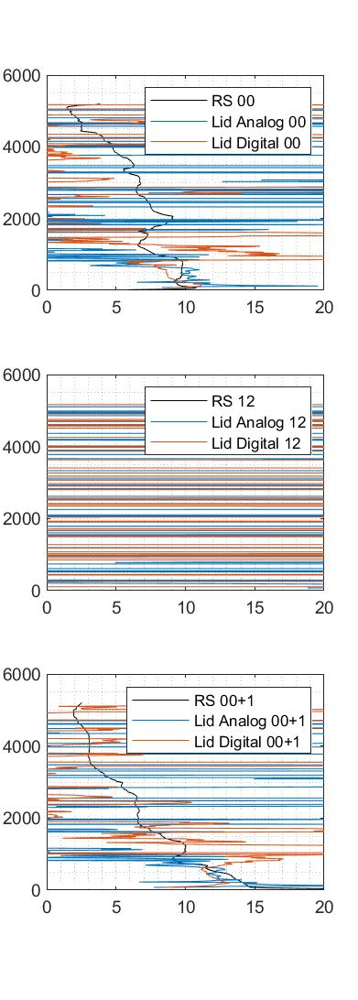 6000
4000
2000
0
RS 00
Lid Analog 00
Lid Digital 00
0 5 10 15 20
6000
4000
2000
0
RS 12
Lid Analog 12
Lid Digital 12
0 5 10 15 20
6000
4000
2000
0
RS 00+1
Lid Analog 00+1
Lid Digital 00+1
0 5 10 15 20